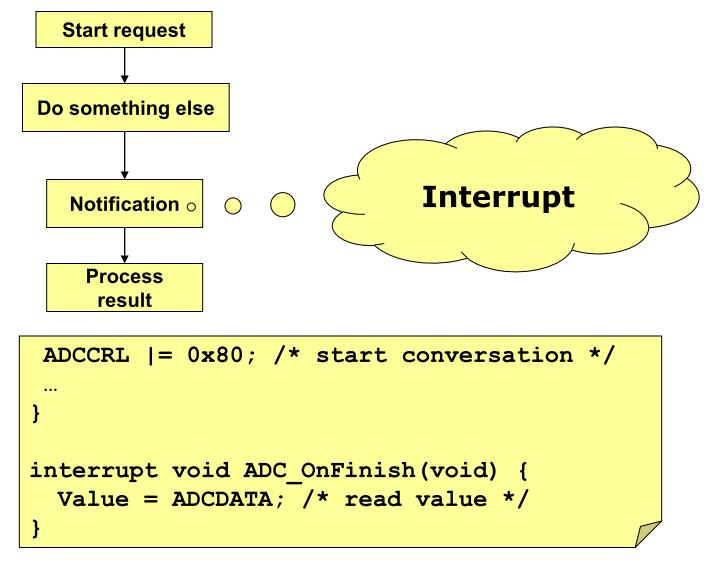 Start request
Do something else
Notification
Interrupt
Process
result
ADCCRL |= 0x80; /* start conversation */
…
}
interrupt void ADC_OnFinish(void) {
Value = ADCDATA; /* read value */
}